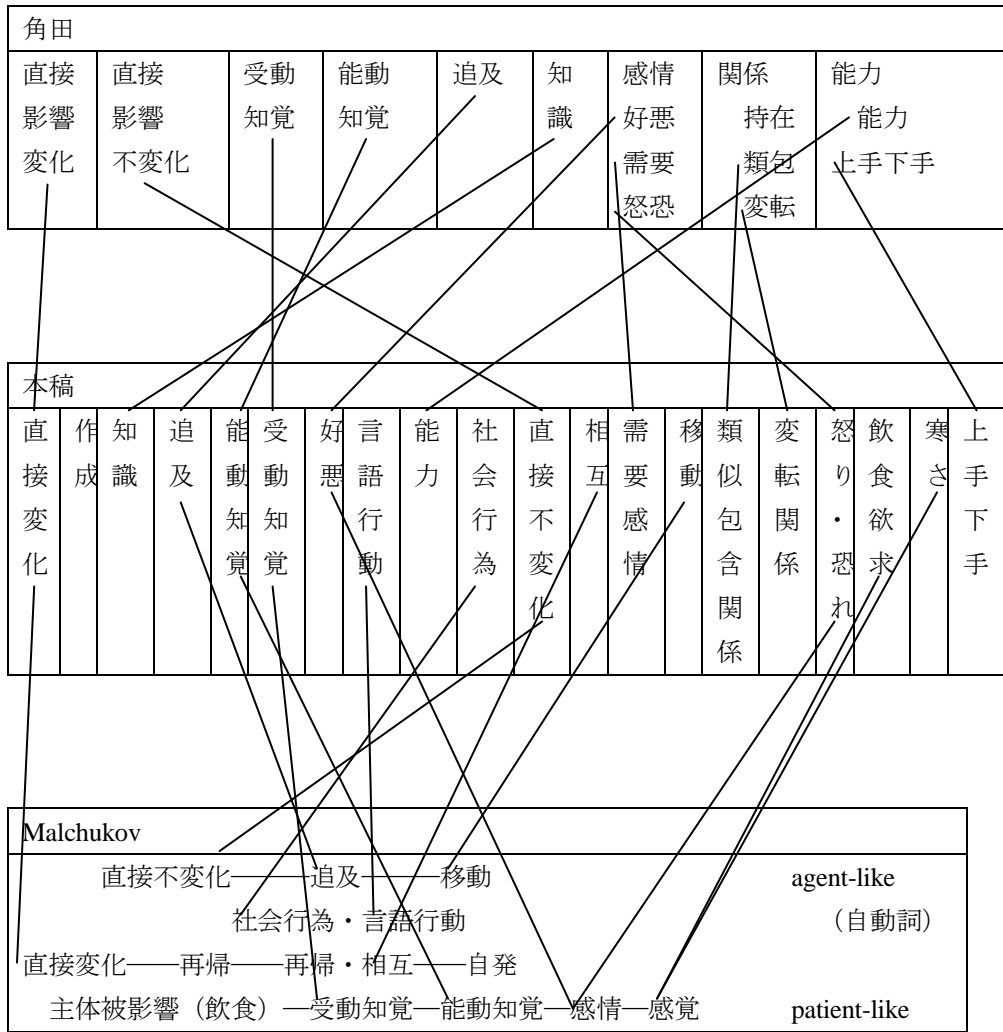 角田
直接影響変化
直接影響不変化
受動知覚
能動知覚
追及
知識
感情
好悪
需要
怒恐
関係
持在
類包
変転
能力
能力
上手下手
本稿
直接変化
作成
知識
追及
能動知覚
受動知覚
好悪
言語行動
能力
社会行為
直接不変化
相互
需要感情
移動
類似包含関係
変転関係
怒り・恐れ
飲食欲求
寒さ
上手下手
Malchukov
直接不変化——追及——移動 agent-like
社会行為・言語行動 （自動詞）
直接変化——再帰——再帰・相互——自発
主体被影響（飲食）—受動知覚—能動知覚—感情—感覚 patient-like